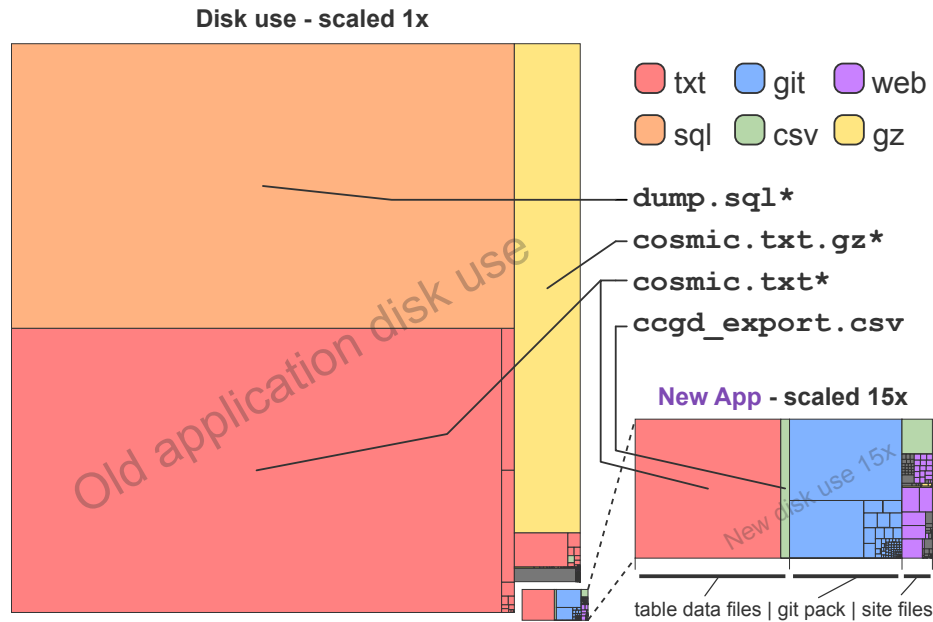 Disk use - scaled 1x
txt git web
sql csv gz
dump.sql*
cosmic.txt.gz*
cosmic.txt*
ccgd_export.csv
Old application disk use
New App - scaled 15x
New disk use 15x
table data files | git pack | site files